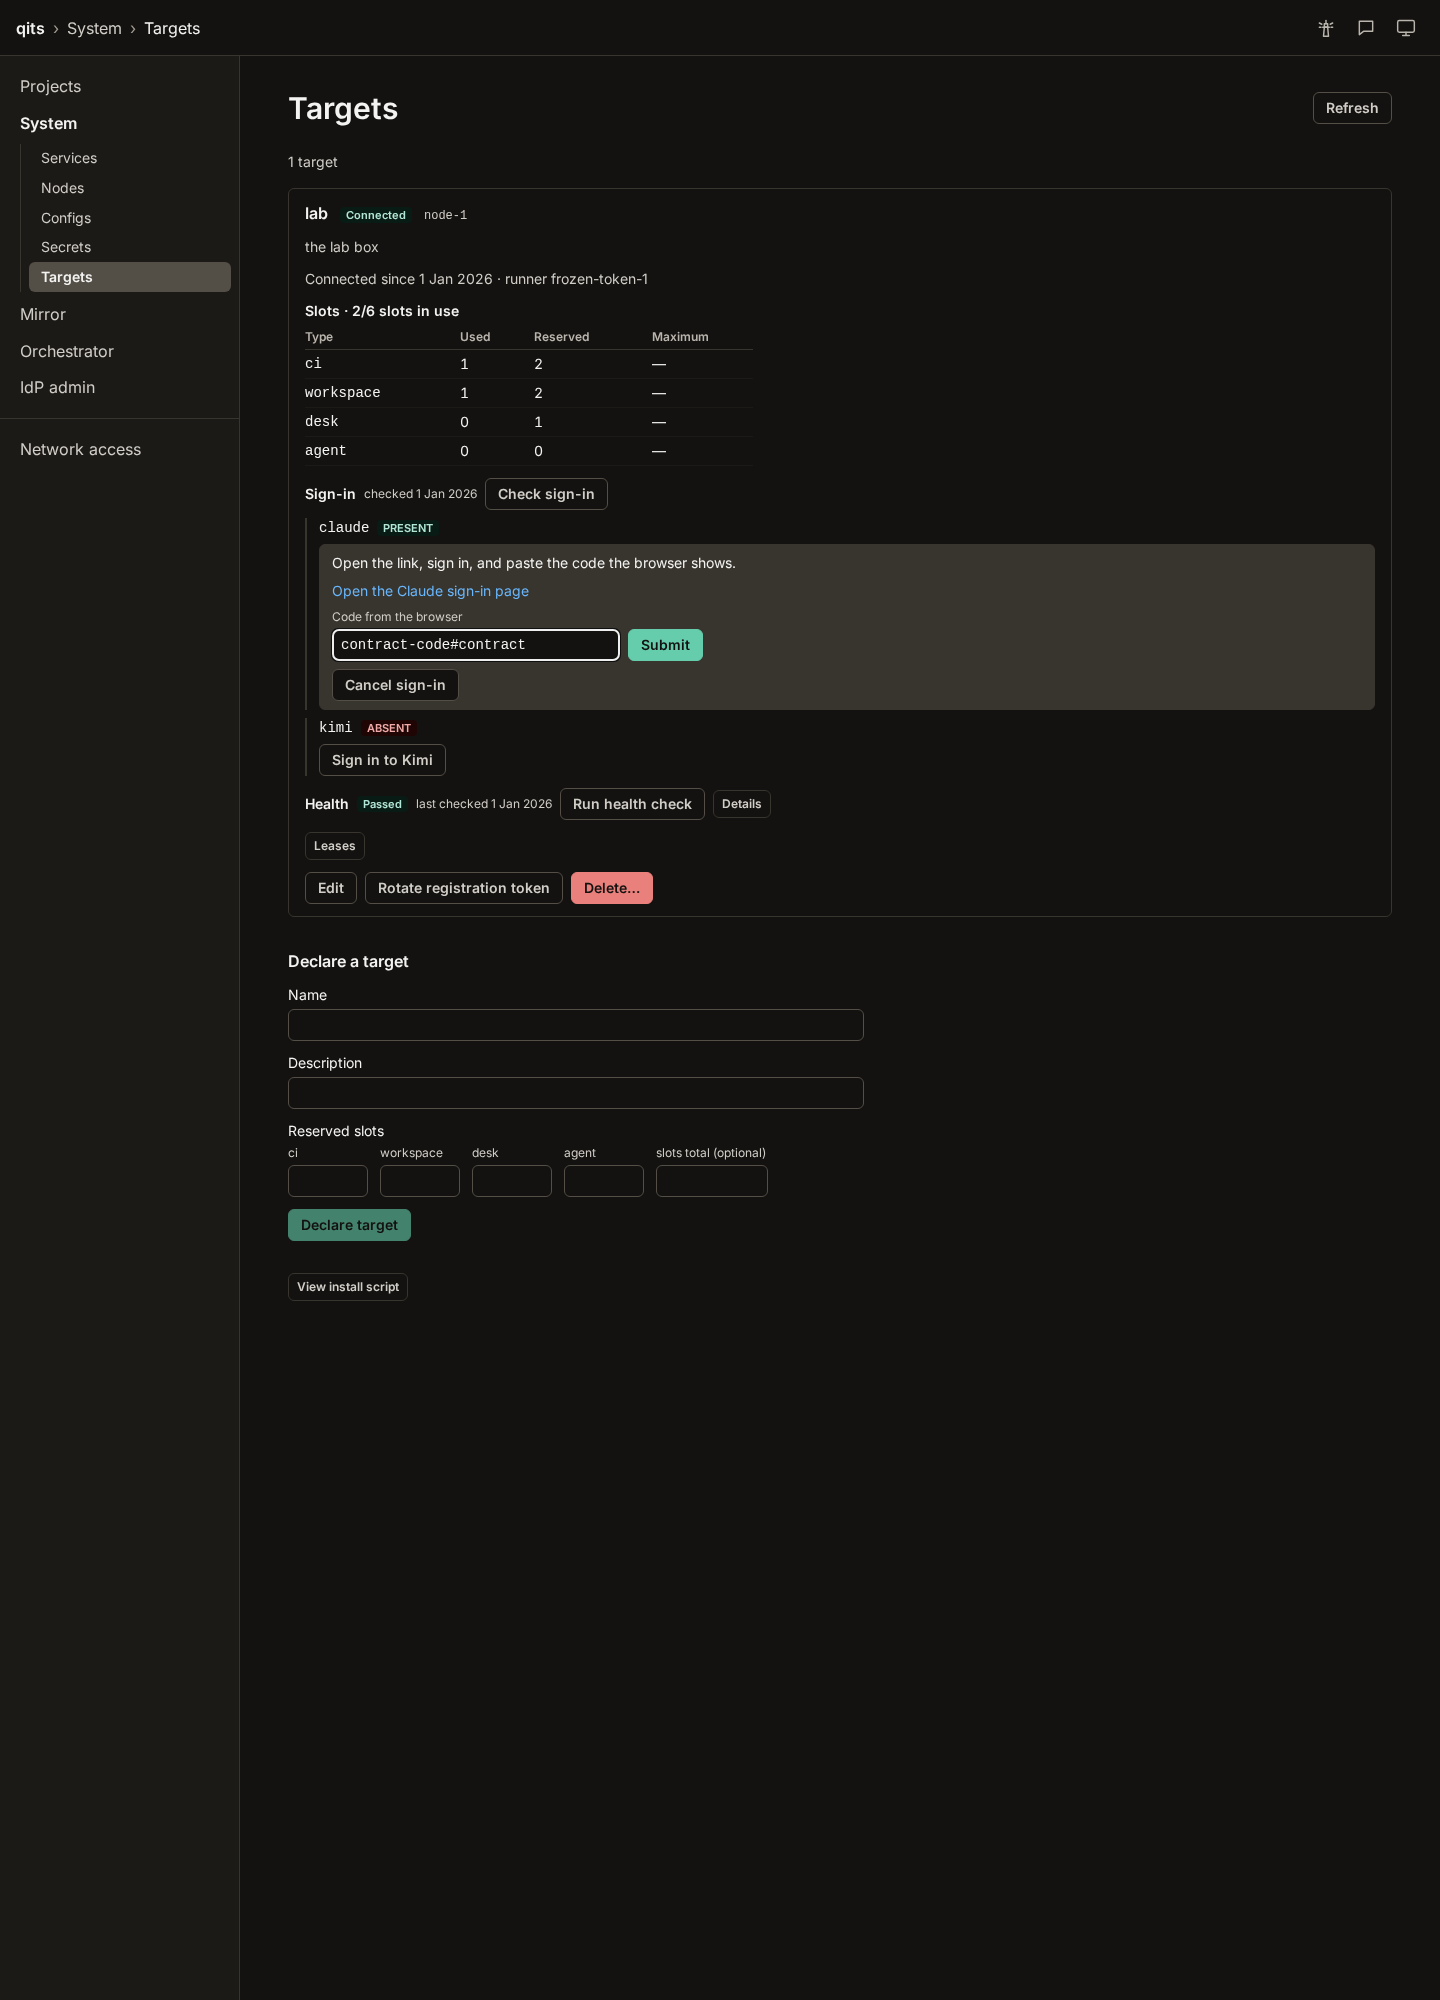 qits › System › Targets
Projects
System
Services
Nodes
Configs
Secrets
Targets
Mirror
Orchestrator
IdP admin
Network access
Targets
Refresh
1 target
lab Connected node-1
the lab box
Connected since 1 Jan 2026 · runner frozen-token-1
Slots · 2/6 slots in use
Type Used Reserved Maximum
ci 1 2 —
workspace 1 2 —
desk 0 1 —
agent 0 0 —
Sign-in checked 1 Jan 2026 Check sign-in
claude PRESENT
Open the link, sign in, and paste the code the browser shows.
Open the Claude sign-in page
Code from the browser
contract-code#contract Submit
Cancel sign-in
kimi ABSENT
Sign in to Kimi
Health Passed last checked 1 Jan 2026 Run health check Details
Leases
Edit Rotate registration token Delete…
Declare a target
Name
Description
Reserved slots
ci workspace desk agent slots total (optional)
Declare target
View install script